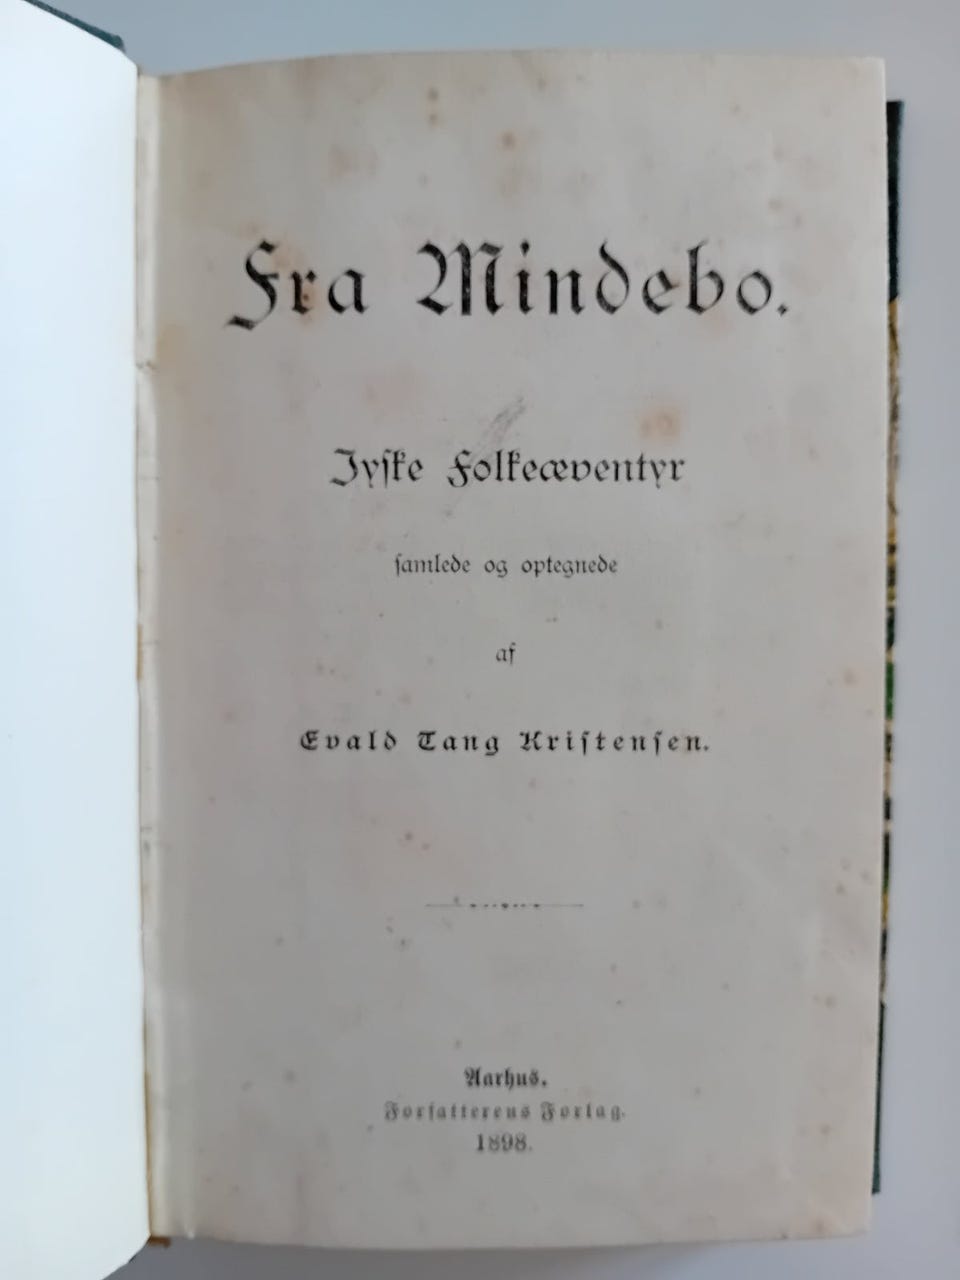 Fra Mindebo.
Jyske Folkeæventyr
samlede og optegnede
af
Evald Tang Kristensen.
Aarhus.
Forfatterens Forlag.
1898.